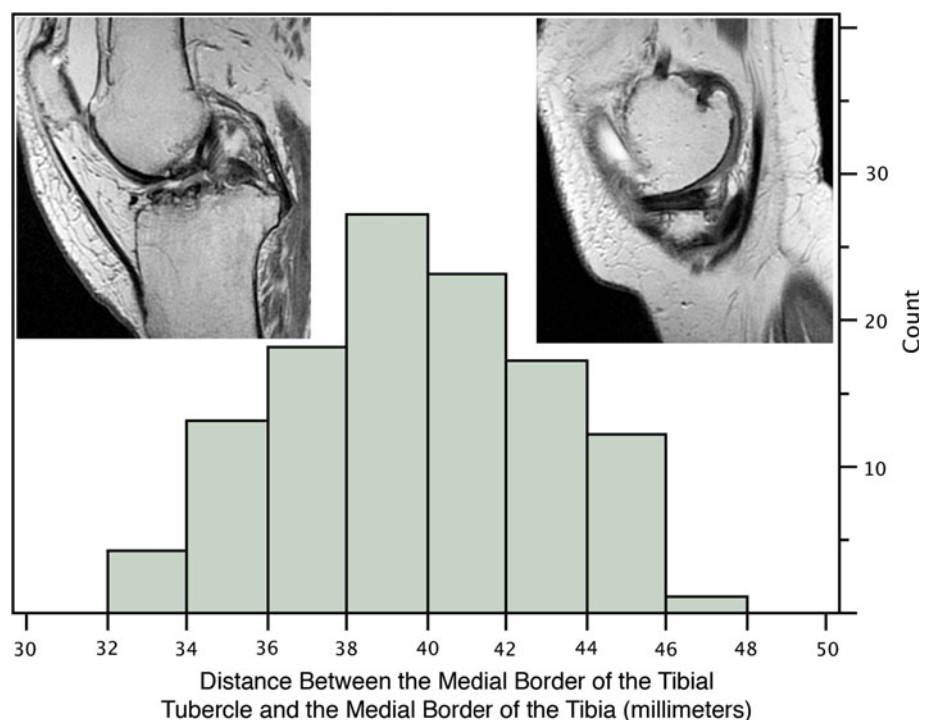 30
20
10
Count
30 32 34 36 38 40 42 44 46 48 50
Distance Between the Medial Border of the Tibial
Tubercle and the Medial Border of the Tibia (millimeters)